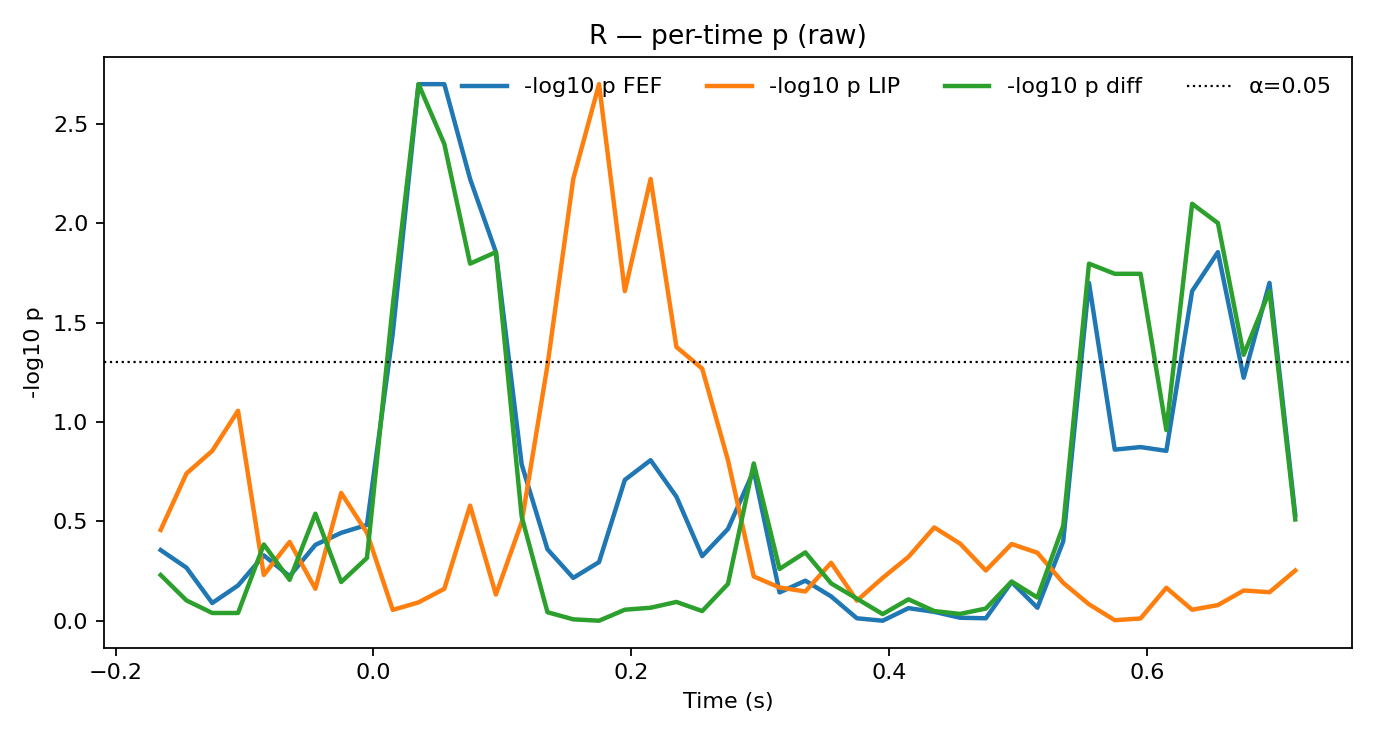 R — per-time p (raw)
-log10 p FEF
-log10 p LIP
-log10 p diff
α=0.05
-log10 p
2.5
2.0
1.5
1.0
0.5
0.0
−0.2
0.0
0.2
0.4
0.6
Time (s)